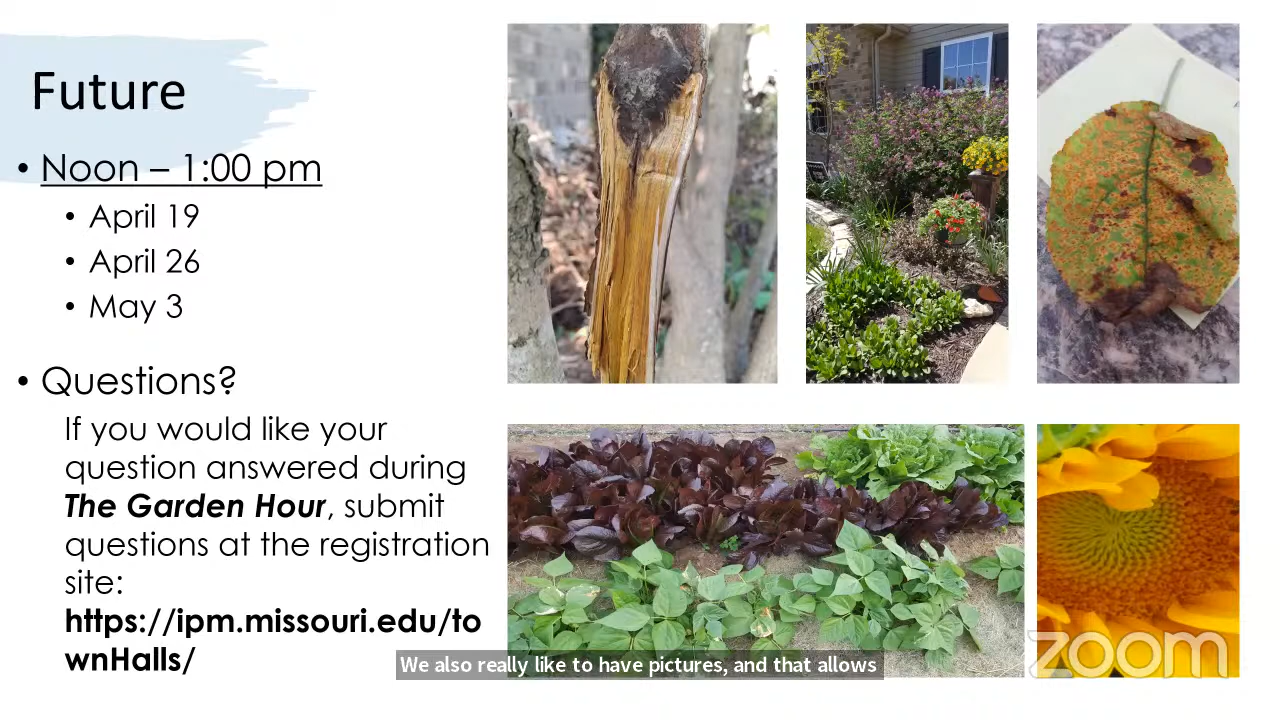 Future
• Noon – 1:00 pm
• April 19
• April 26
• May 3
• Questions?
If you would like your
question answered during
The Garden Hour, submit
questions at the registration
site:
https://ipm.missouri.edu/to
wnHalls/
We also really like to have pictures, and that allows
zoom